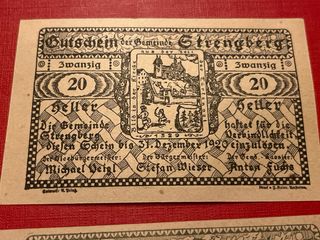 Gutschein der Gemeinde Strengberg
Zwanzig Zwanzig
20 20
Heller Heller
1320
Die Gemeinde haftet für die
Strengberg Verbindlichkeit
diesen Schein bis 31. Dezember 1920 einzulösen
Der Vizebürgermeister: Der Bürgermeister: Der Gem.-Kassier:
Michael Stefan Wieser Anton Fuchs